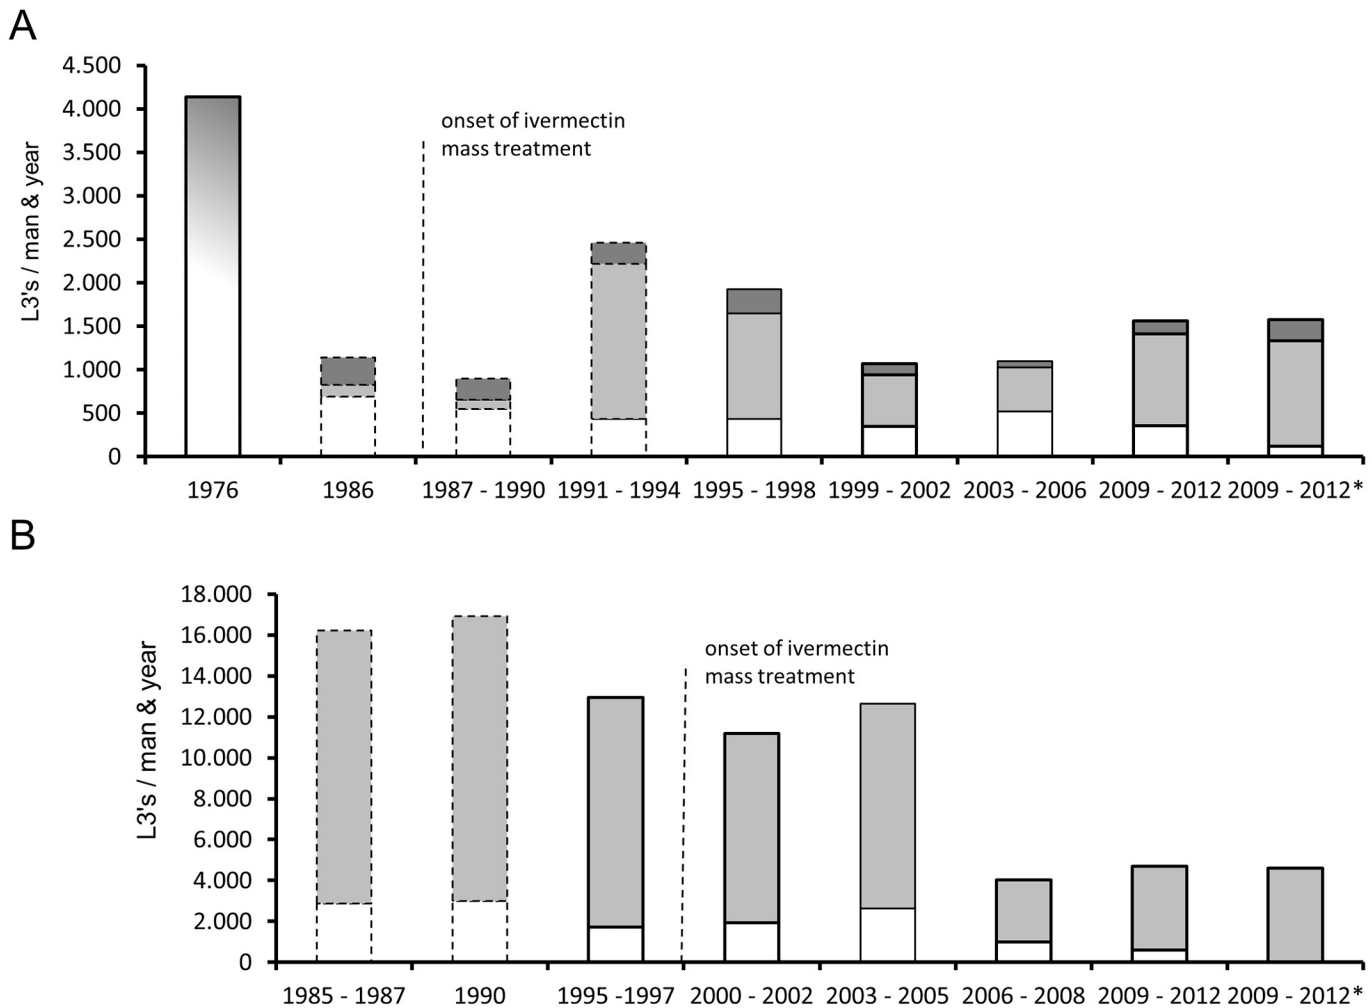 A
4.500
4.000
3.500
3.000
2.500
2.000
1.500
1.000
500
0
L3's / man & year
onset of ivermectin
mass treatment
1976 1986 1987 - 1990 1991 - 1994 1995 - 1998 1999 - 2002 2003 - 2006 2009 - 2012 2009 - 2012*
B
18.000
16.000
14.000
12.000
10.000
8.000
6.000
4.000
2.000
0
L3's / man & year
onset of ivermectin
mass treatment
1985 - 1987 1990 1995 -1997 2000 - 2002 2003 - 2005 2006 - 2008 2009 - 2012 2009 - 2012*